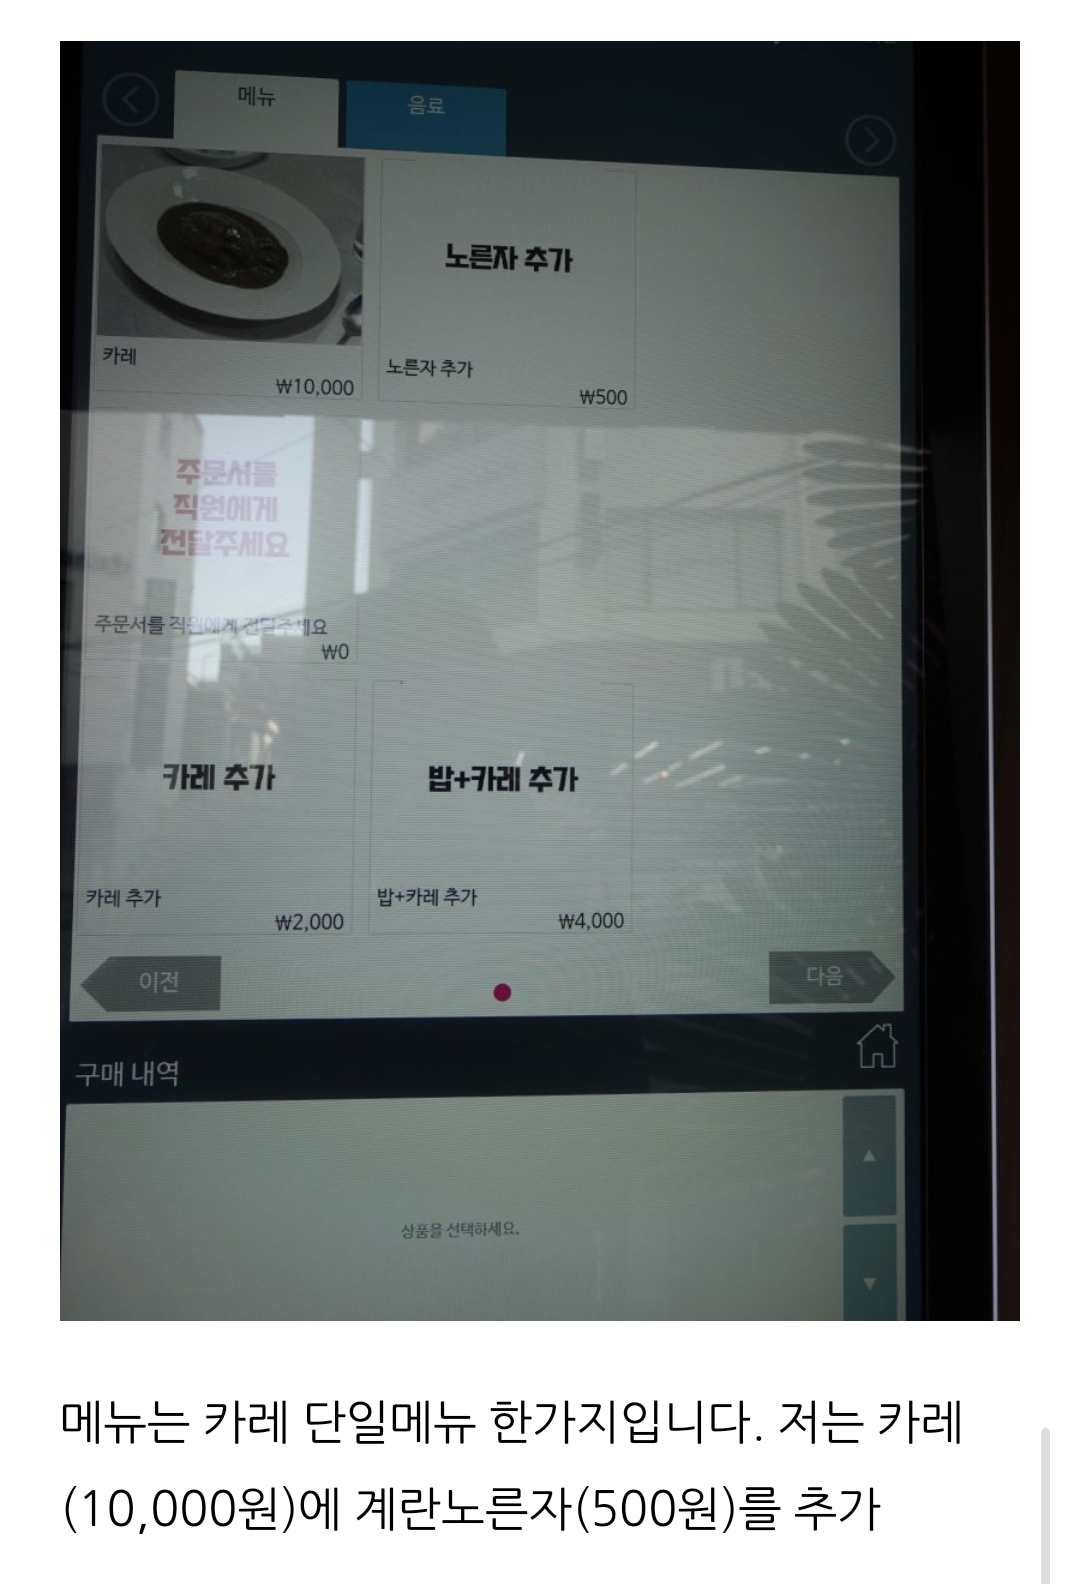 메뉴
음료
노른자 추가
카레
₩10,000
노른자 추가
₩500
주문서를
직원에게
전달주세요
주문서를 직원에게 전달주세요
₩0
카레 추가
밥+카레 추가
카레 추가
₩2,000
밥+카레 추가
₩4,000
이전
다음
구매 내역
상품을 선택하세요.
메뉴는 카레 단일메뉴 한가지입니다. 저는 카레
(10,000원)에 계란노른자(500원)를 추가